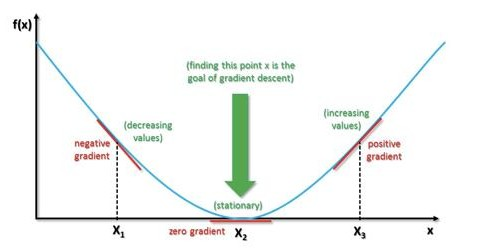 f(x)
(finding this point x is the
goal of gradient descent)
(decreasing
values)
(increasing
values)
negative
gradient
positive
gradient
(stationary)
zero gradient
X1
X2
X3
x